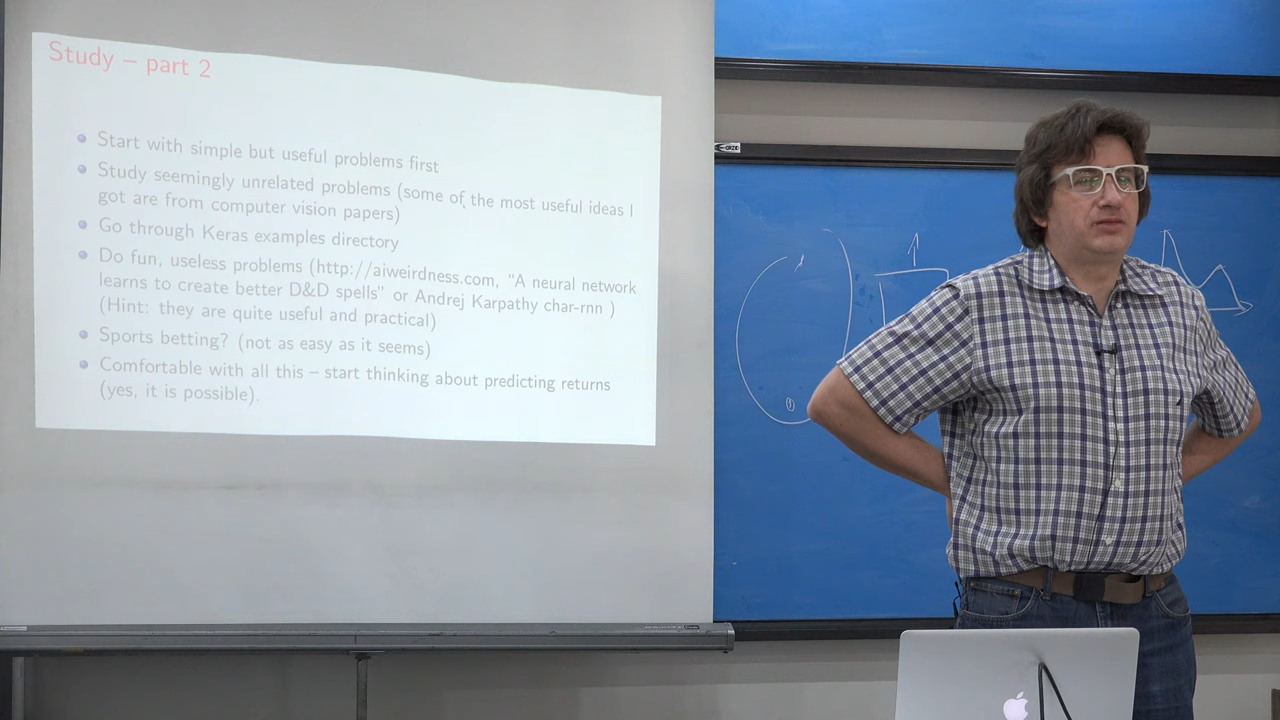 Study – part 2
Start with simple but useful problems first
Study seemingly unrelated problems (some of the most useful ideas I
got are from computer vision papers)
Go through Keras examples directory
Do fun, useless problems (http://aiweirdness.com, “A neural network
learns to create better D&D spells” or Andrej Karpathy char-rnn )
(Hint: they are quite useful and practical)
Sports betting? (not as easy as it seems)
Comfortable with all this – start thinking about predicting returns
(yes, it is possible).